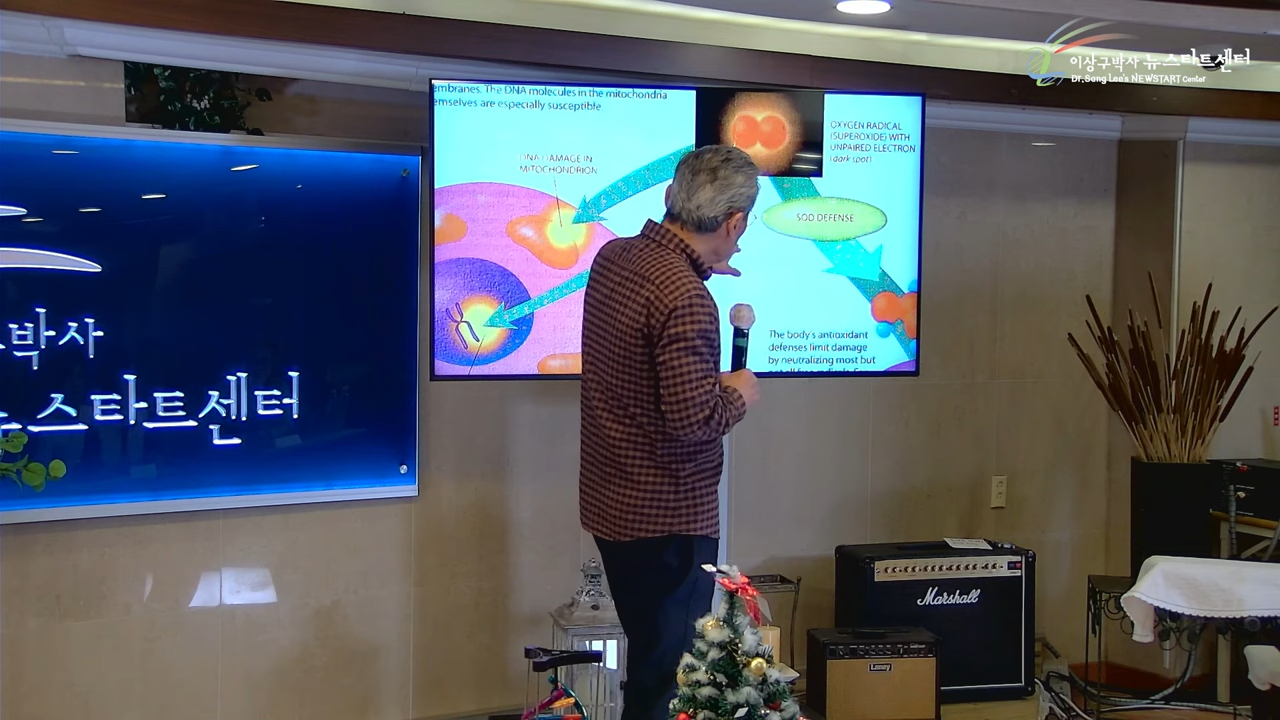 이상구박사 뉴스타트센터
Dr. Sang Lee's NEWSTART Center
embranes. The DNA molecules in the mitochondria
emselves are especially susceptible.
DNA DAMAGE IN
MITOCHONDRION
OXYGEN RADICAL
(SUPEROXIDE) WITH
UNPAIRED ELECTRON
(dark spot)
SOD DEFENSE
The body's antioxidant
defenses limit damage
by neutralizing most but
박사
스타트센터
Marshall
Laney